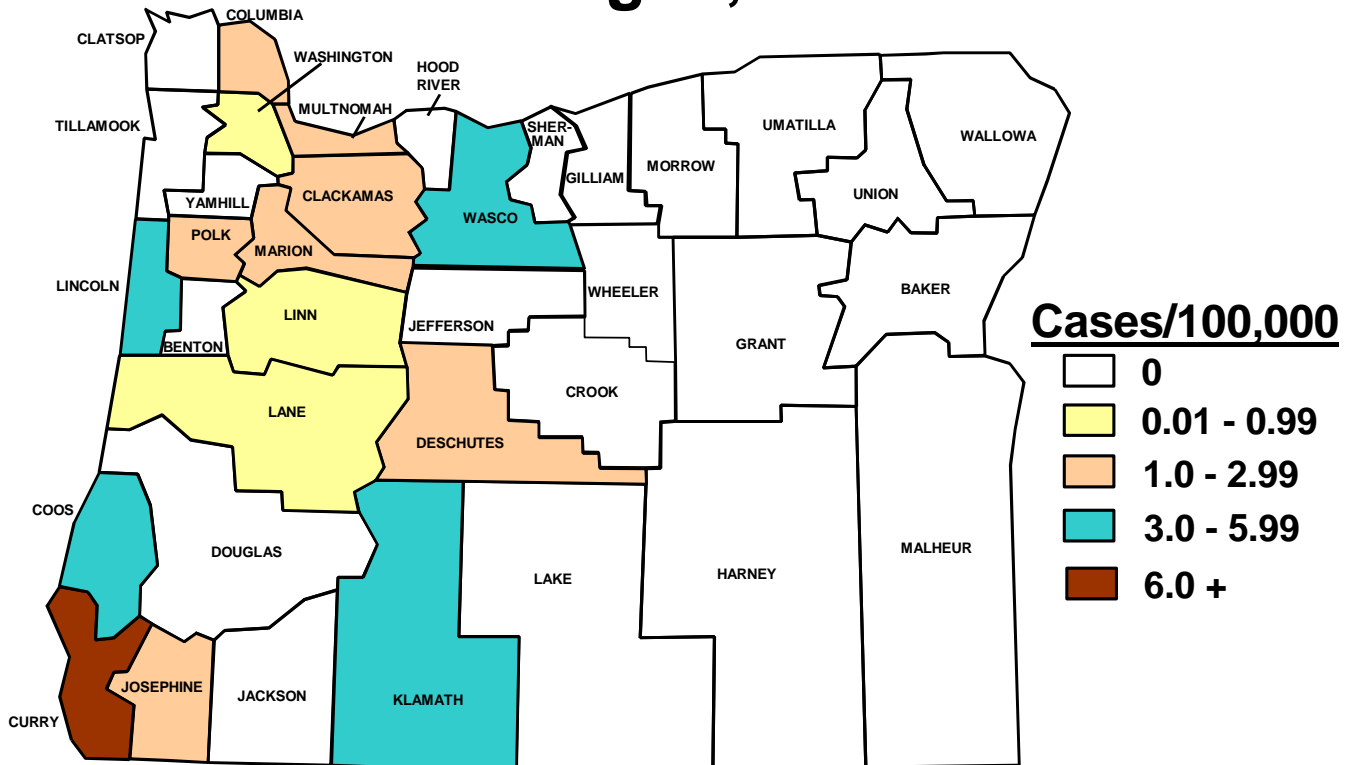 COLUMBIA
CLATSOP
WASHINGTON
HOOD
RIVER
MULTNOMAH
TILLAMOOK
SHER-
MAN
UMATILLA
WALLOWA
MORROW
GILLIAM
CLACKAMAS
YAMHILL
UNION
WASCO
POLK
MARION
LINCOLN
WHEELER
BAKER
LINN
JEFFERSON
BENTON
GRANT
CROOK
LANE
DESCHUTES
COOS
DOUGLAS
LAKE
HARNEY
MALHEUR
JOSEPHINE
JACKSON
KLAMATH
CURRY
Cases/100,000
0
0.01 - 0.99
1.0 - 2.99
3.0 - 5.99
6.0 +